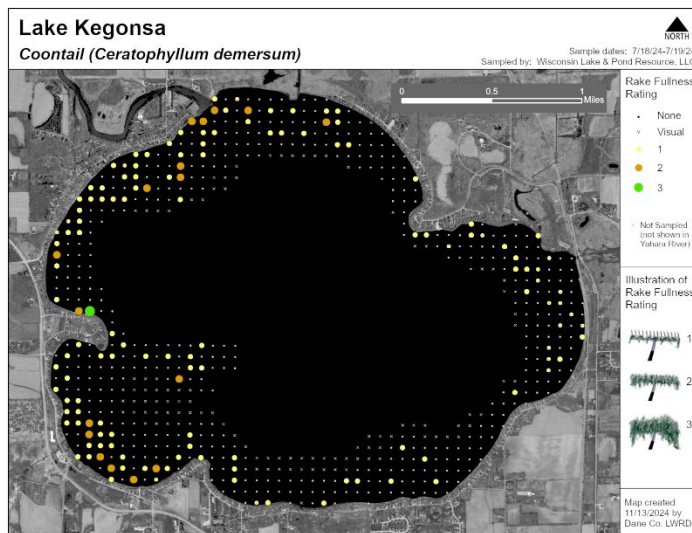 Lake Kegonsa
Coontail (Ceratophyllum demersum)
NORTH
Sample dates: 7/18/24-7/19/24
Sampled by: Wisconsin Lake & Pond Resource, LLC
0 0.5 1
Miles
Rake Fullness
Rating
None
v Visual
1
2
3
× Not Sampled
(not shown in
Yahara River)
Illustration of
Rake Fullness
Rating
1
2
3
Map created
11/13/2024 by
Dane Co. LWRD